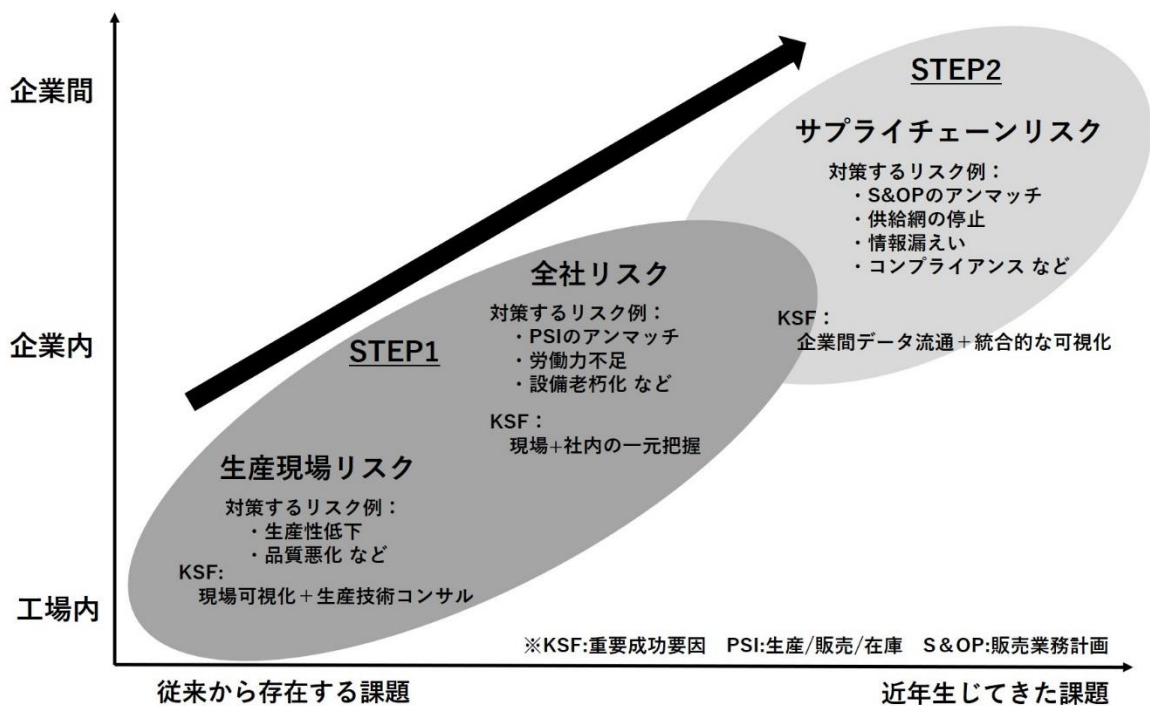 企業間
企業内
工場内
STEP2
サプライチェーンリスク
対策するリスク例：
・S&OPのアンマッチ
・供給網の停止
・情報漏えい
・コンプライアンス など
KSF：
企業間データ流通＋統合的な可視化
STEP1
全社リスク
対策するリスク例：
・PSIのアンマッチ
・労働力不足
・設備老朽化 など
KSF：
現場+社内の一元把握
生産現場リスク
対策するリスク例：
・生産性低下
・品質悪化 など
KSF:
現場可視化＋生産技術コンサル
※KSF:重要成功要因　PSI:生産/販売/在庫　S＆OP:販売業務計画
従来から存在する課題
近年生じてきた課題